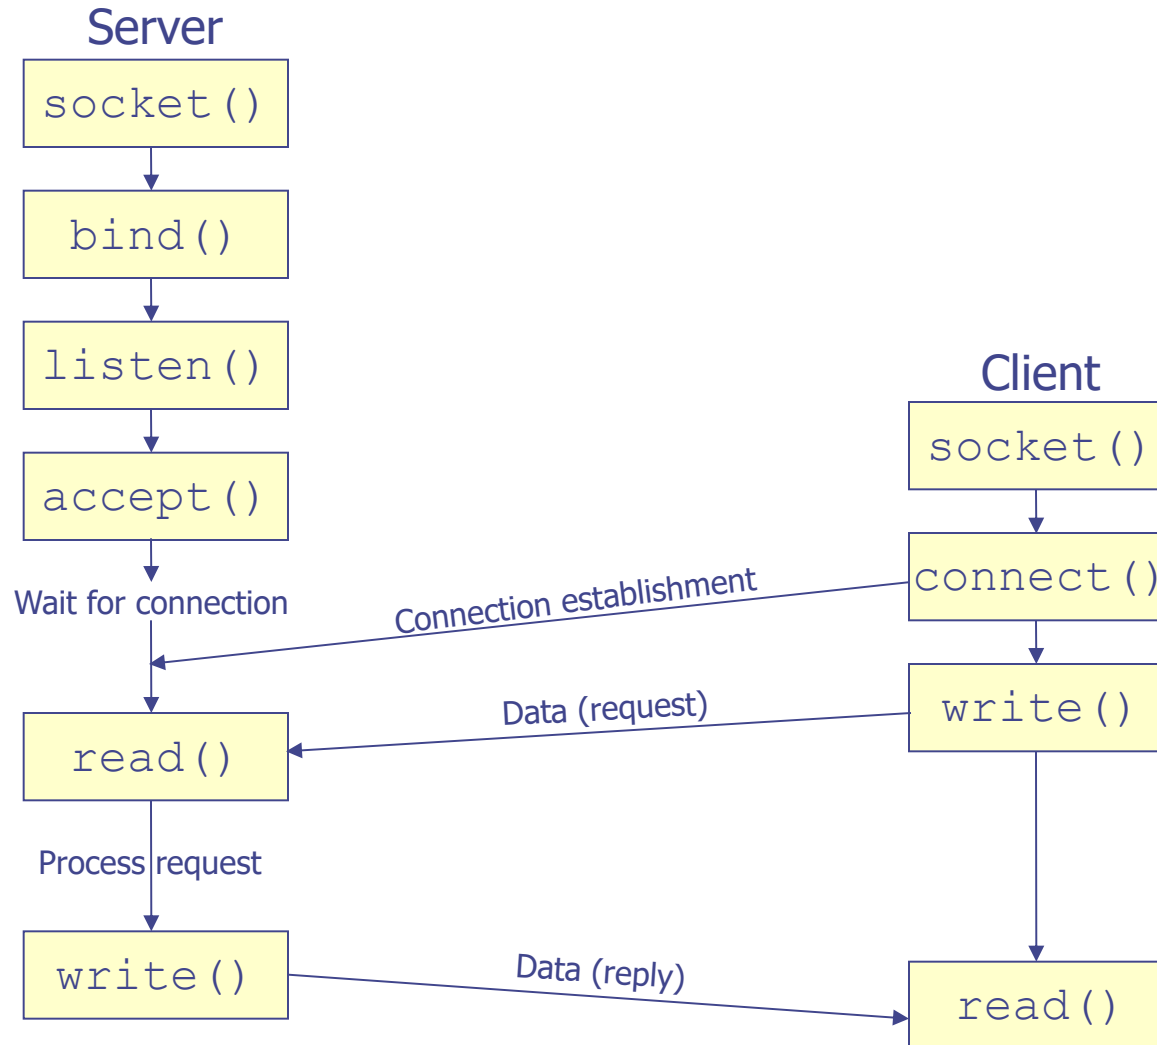 Server
socket()
bind()
listen()
accept()
Wait for connection
read()
Process request
write()
Connection establishment
Data (request)
Data (reply)
Client
socket()
connect()
write()
read()